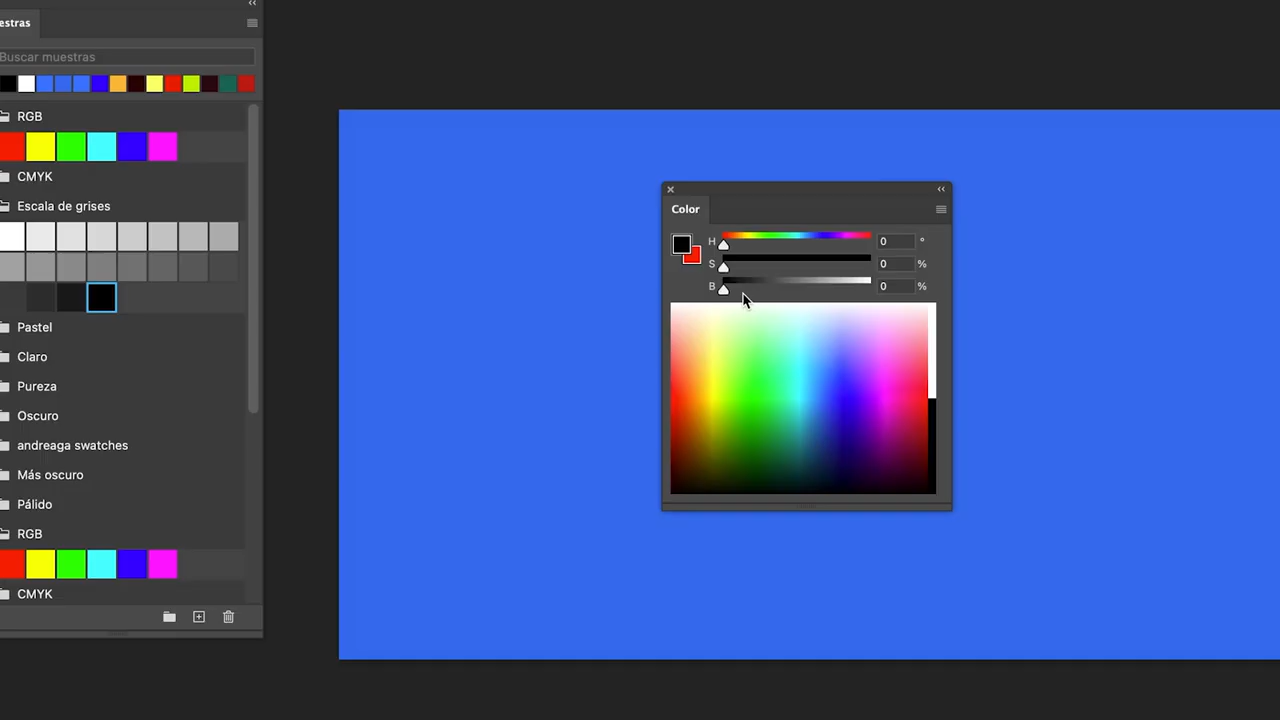 estras
Buscar muestras
RGB
CMYK
Escala de grises
Pastel
Claro
Pureza
Oscuro
andreaga swatches
Más oscuro
Pálido
RGB
CMYK
Color
H 0 °
S 0 %
B 0 %